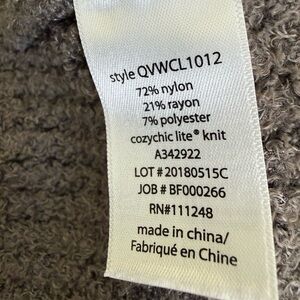 style QVWCL1012
72% nylon
21% rayon
7% polyester
cozychic lite® knit
A342922
LOT # 20180515C
JOB # BF000266
RN#111248
made in china/
Fabriqué en Chine